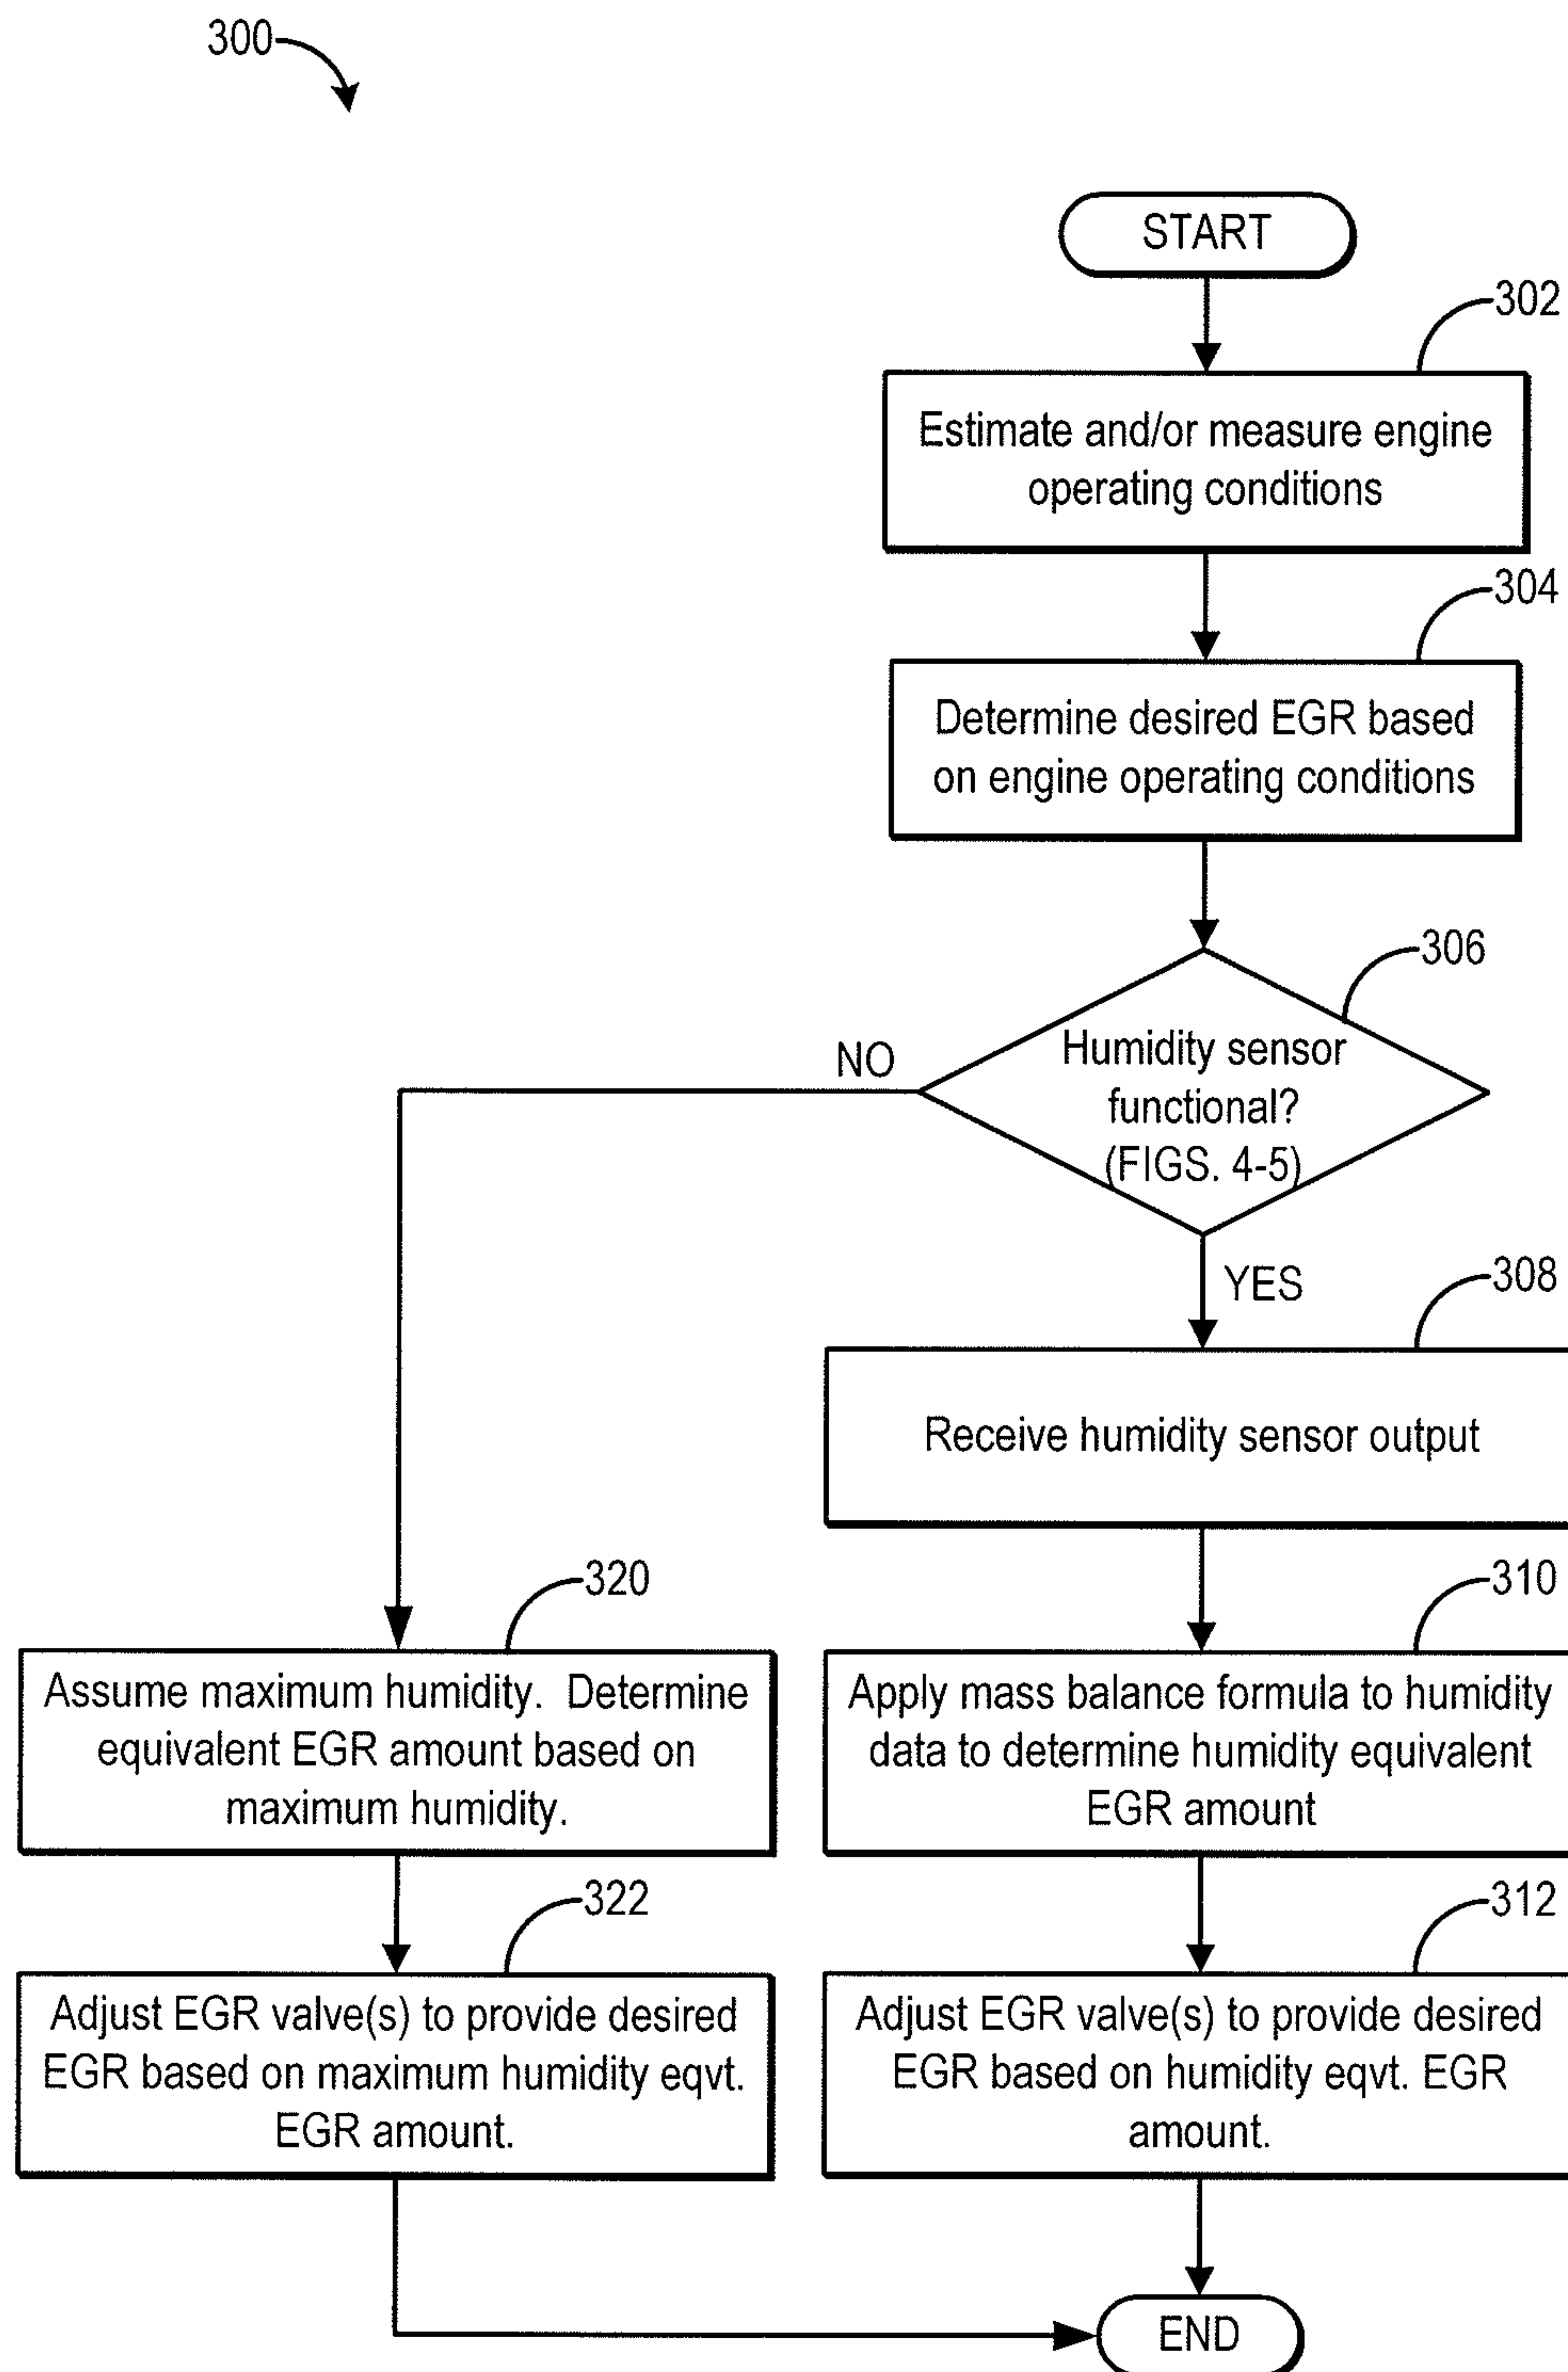 300
START
302
Estimate and/or measure engine
operating conditions
304
Determine desired EGR based
on engine operating conditions
306
Humidity sensor
functional?
(FIGS. 4-5)
NO
YES
308
Receive humidity sensor output
320
Assume maximum humidity. Determine
equivalent EGR amount based on
maximum humidity.
310
Apply mass balance formula to humidity
data to determine humidity equivalent
EGR amount
322
Adjust EGR valve(s) to provide desired
EGR based on maximum humidity eqvt.
EGR amount.
312
Adjust EGR valve(s) to provide desired
EGR based on humidity eqvt. EGR
amount.
END